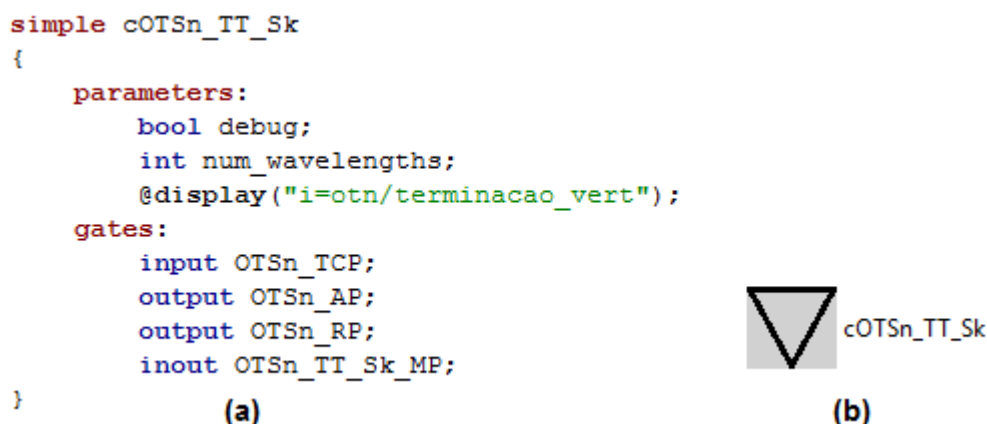 simple cOTSn_TT_Sk
{
parameters:
bool debug;
int num_wavelengths;
@display("i=otn/terminacao_vert");
gates:
input OTSn_TCP;
output OTSn_AP;
output OTSn_RP;
inout OTSn_TT_Sk_MP;
}
(a)
cOTSn_TT_Sk
(b)